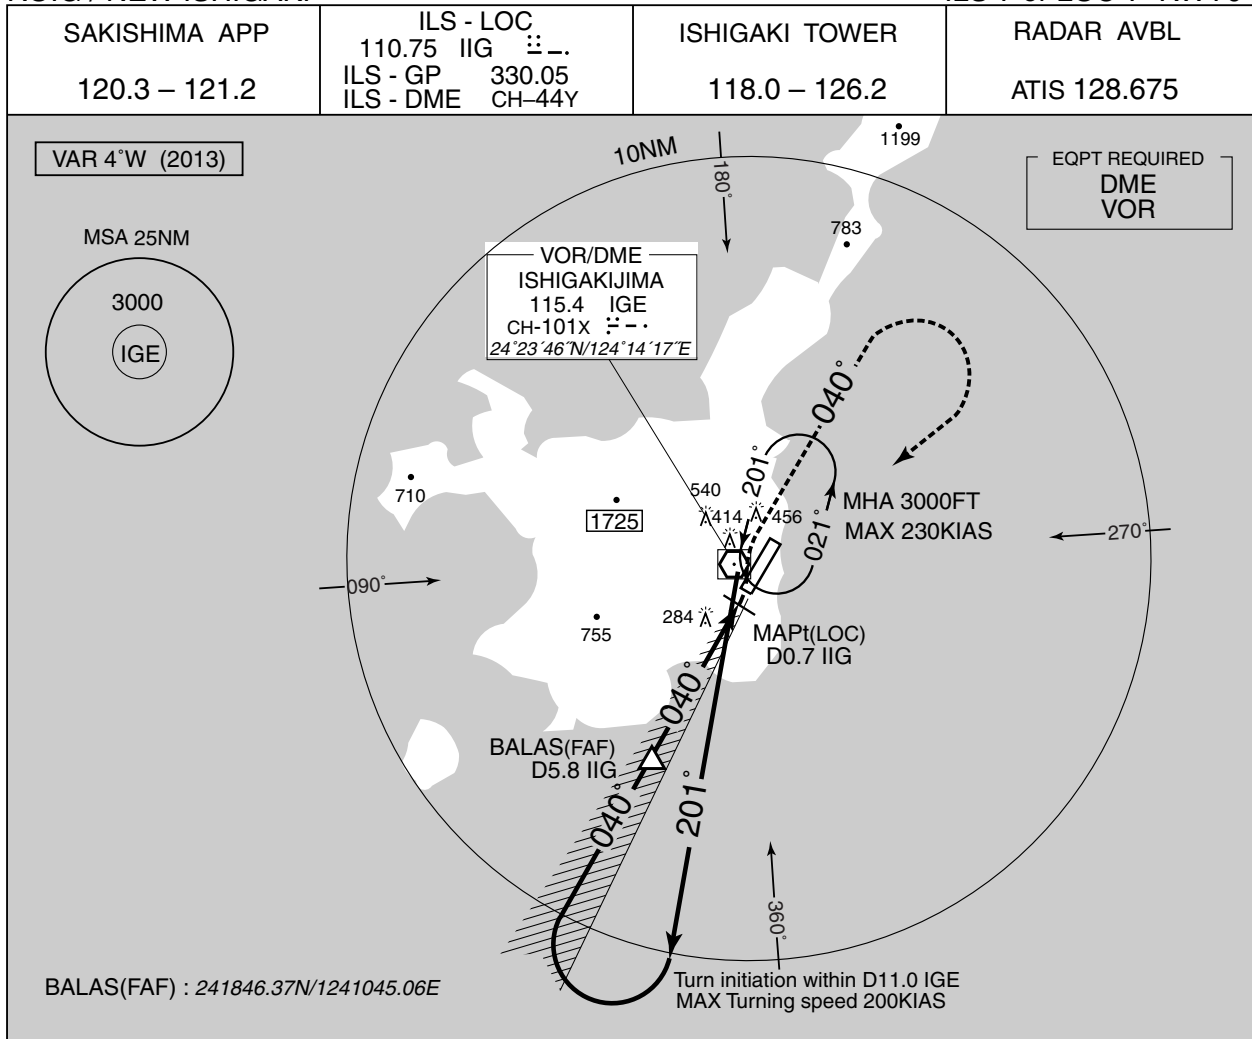 SAKISHIMA APP
120.3 – 121.2
ILS - LOC
110.75 IIG
ILS - GP 330.05
ILS - DME CH–44Y
ISHIGAKI TOWER
118.0 – 126.2
RADAR AVBL
ATIS 128.675
VAR 4°W (2013)
10NM
180°
1199
EQPT REQUIRED
DME
VOR
MSA 25NM
3000
IGE
783
VOR/DME
ISHIGAKIJIMA
115.4 IGE
CH-101X
24°23´46˝N/124°14´17˝E
040°
201°
710
1725
540
414
456
021°
MHA 3000FT
MAX 230KIAS
270°
090°
755
284
MAPt(LOC)
D0.7 IIG
040°
BALAS(FAF)
D5.8 IIG
040°
201°
360°
Turn initiation within D11.0 IGE
MAX Turning speed 200KIAS
BALAS(FAF) : 241846.37N/1241045.06E